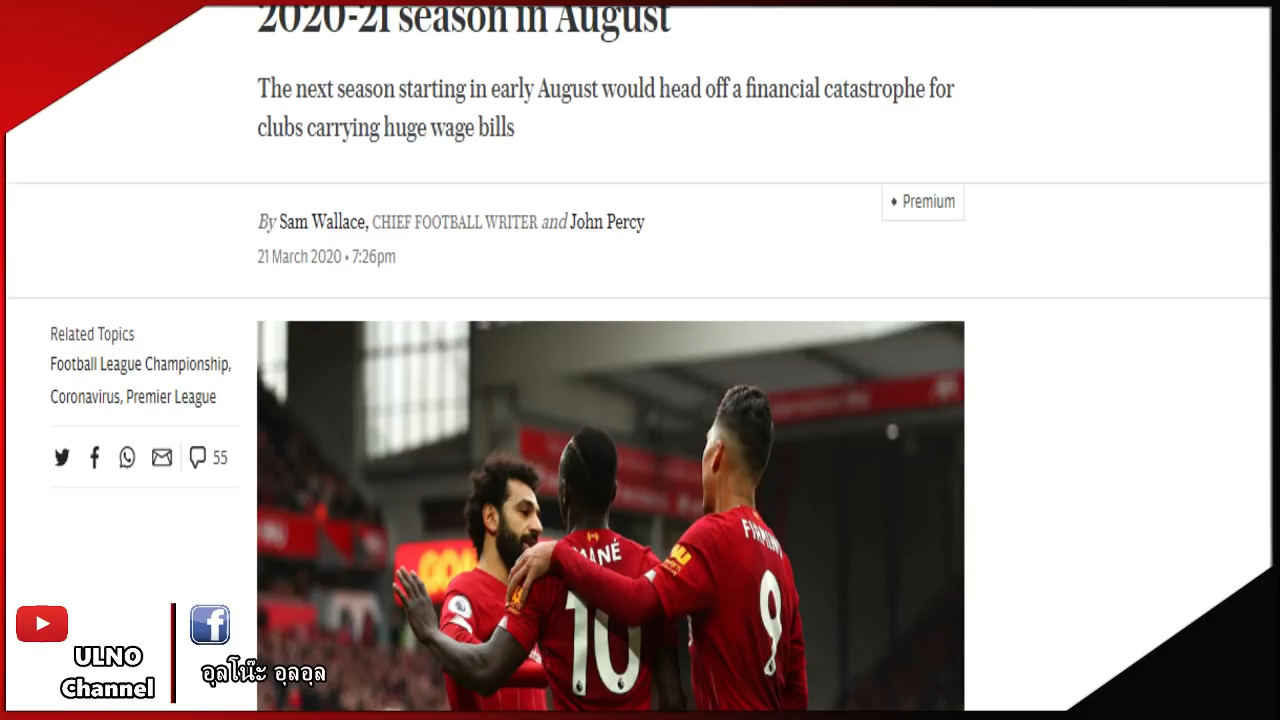 2020-21 season in August
The next season starting in early August would head off a financial catastrophe for
clubs carrying huge wage bills
♦ Premium
By Sam Wallace, CHIEF FOOTBALL WRITER and John Percy
21 March 2020 • 7:26pm
Related Topics
Football League Championship,
Coronavirus, Premier League
55
MANÉ
10
FIRMINO
9
ULNO
Channel
อุลโน๊ะ อุลอุล